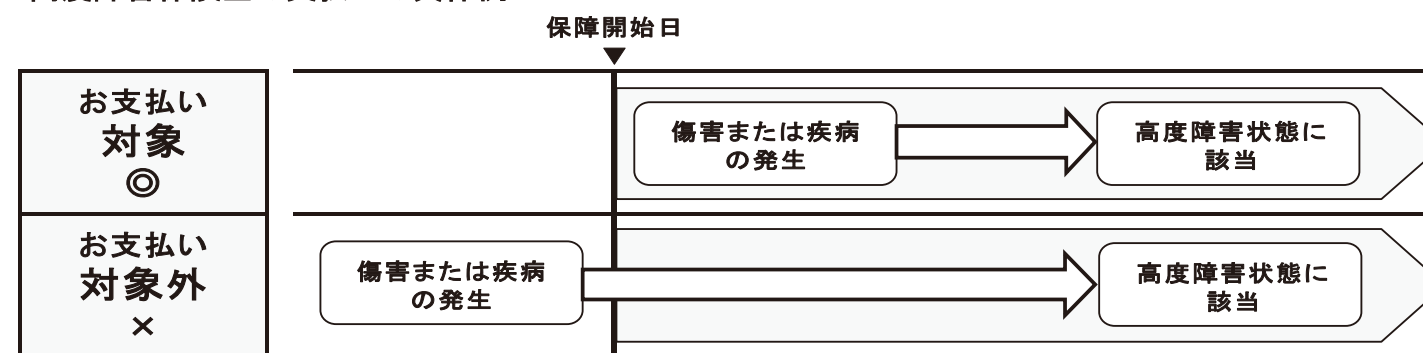 保障開始日
お支払い
対象
◎
傷害または疾病
の発生
高度障害状態に
該当
お支払い
対象外
×
傷害または疾病
の発生
高度障害状態に
該当